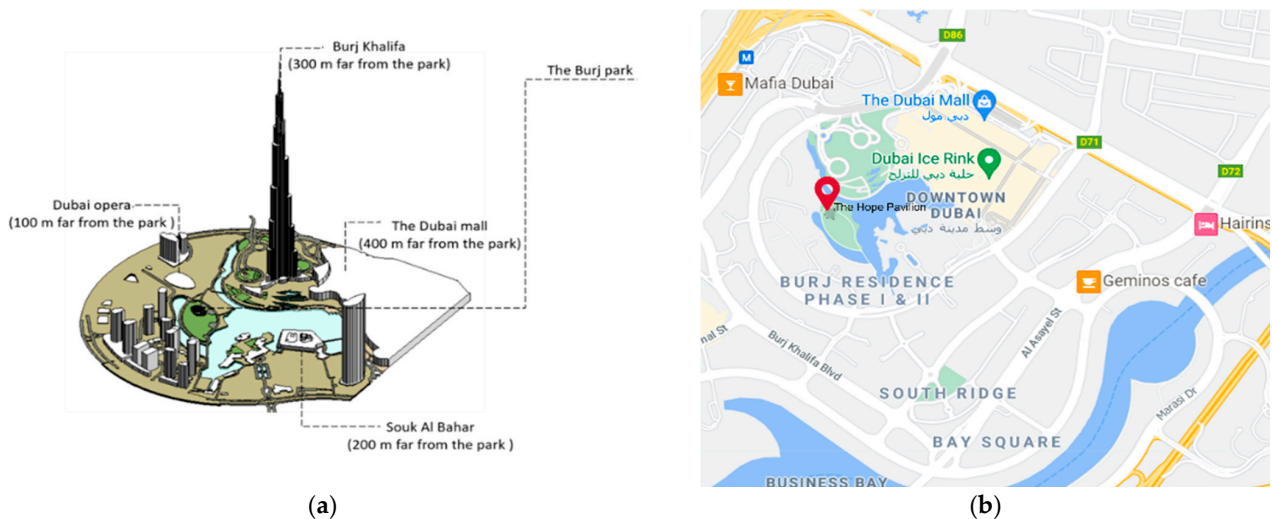 Burj Khalifa
(300 m far from the park)
The Burj park
Dubai opera
(100 m far from the park )
The Dubai mall
(400 m far from the park)
Souk Al Bahar
(200 m far from the park )
(a)
D86
M
Mafia Dubai
The Dubai Mall
دبي مول
D71
Dubai Ice Rink
حلبة دبي للتزلج
D72
The Hope Pavilion
DOWNTOWN
DUBAI
وسط مدينة دبي
Hairins
BURJ RESIDENCE
PHASE I & II
Geminos cafe
nal St
Burj Khalifa Blvd
Al Asayel St
SOUTH RIDGE
Marasi Dr
BAY SQUARE
BUSINESS BAY
(b)